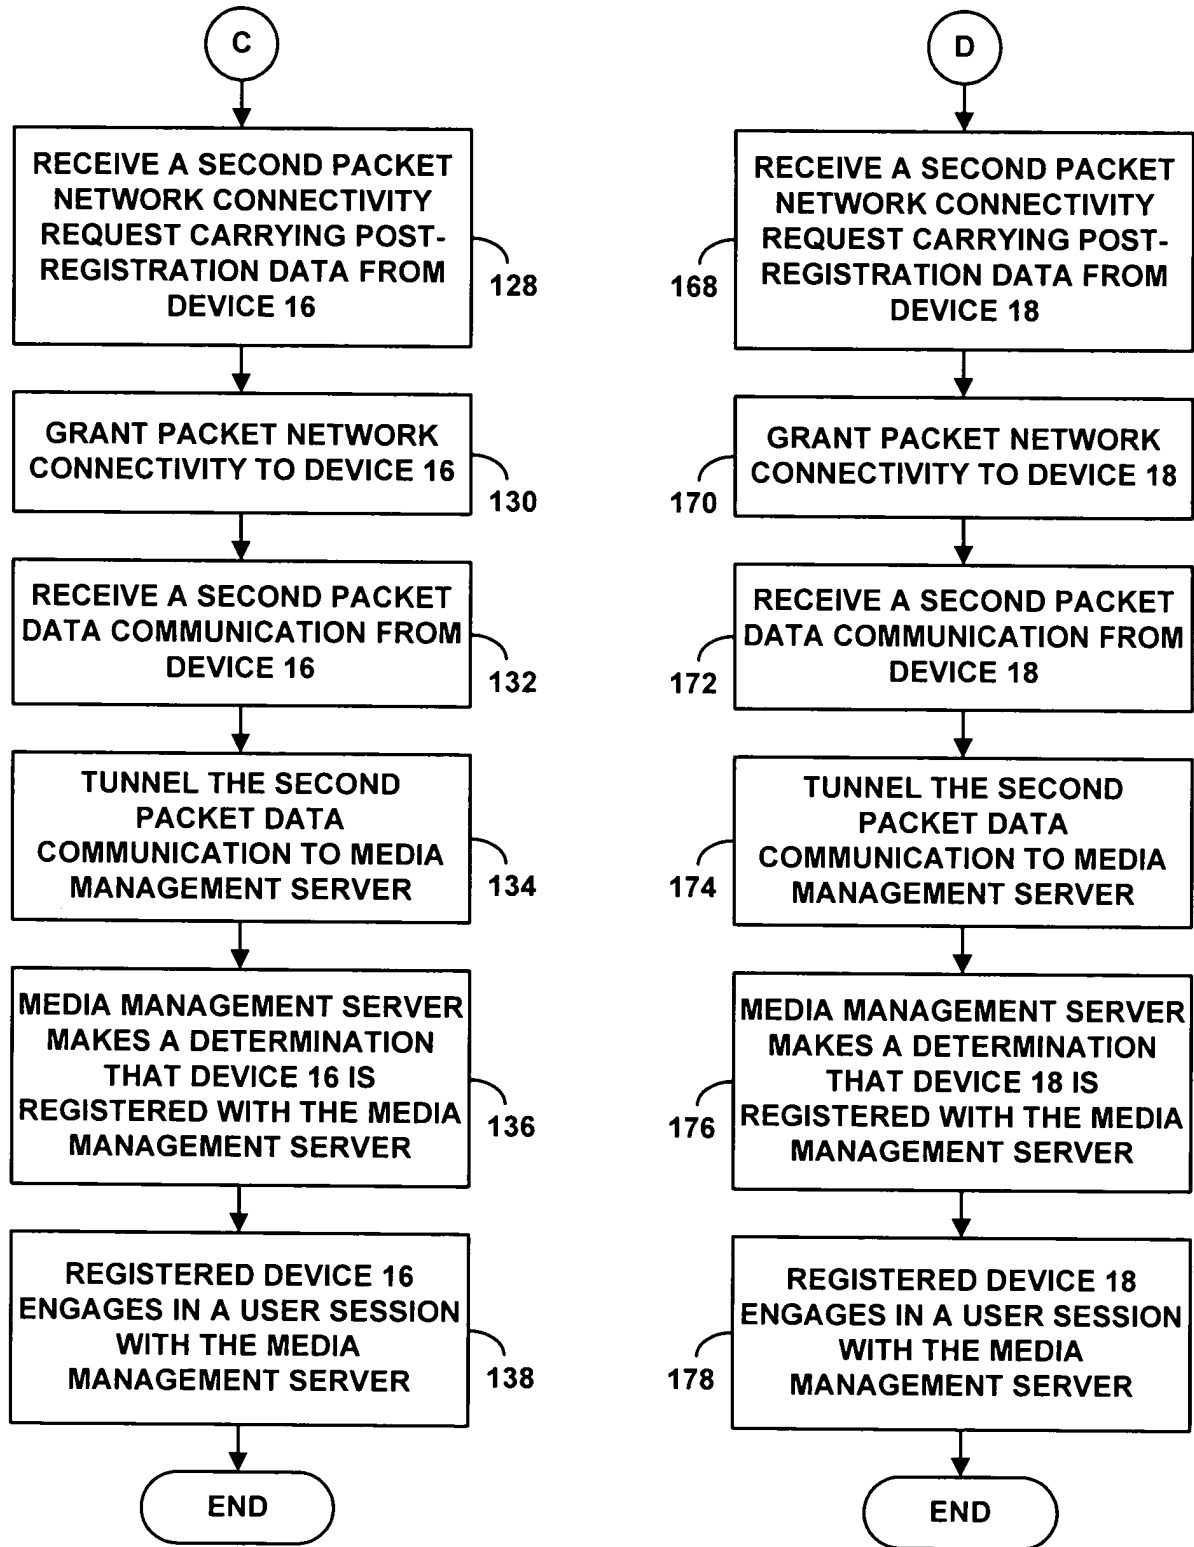 C
RECEIVE A SECOND PACKET
NETWORK CONNECTIVITY
REQUEST CARRYING POST-
REGISTRATION DATA FROM
DEVICE 16
128
GRANT PACKET NETWORK
CONNECTIVITY TO DEVICE 16
130
RECEIVE A SECOND PACKET
DATA COMMUNICATION FROM
DEVICE 16
132
TUNNEL THE SECOND
PACKET DATA
COMMUNICATION TO MEDIA
MANAGEMENT SERVER
134
MEDIA MANAGEMENT SERVER
MAKES A DETERMINATION
THAT DEVICE 16 IS
REGISTERED WITH THE MEDIA
MANAGEMENT SERVER
136
REGISTERED DEVICE 16
ENGAGES IN A USER SESSION
WITH THE MEDIA
MANAGEMENT SERVER
138
END
D
RECEIVE A SECOND PACKET
NETWORK CONNECTIVITY
REQUEST CARRYING POST-
REGISTRATION DATA FROM
DEVICE 18
168
GRANT PACKET NETWORK
CONNECTIVITY TO DEVICE 18
170
RECEIVE A SECOND PACKET
DATA COMMUNICATION FROM
DEVICE 18
172
TUNNEL THE SECOND
PACKET DATA
COMMUNICATION TO MEDIA
MANAGEMENT SERVER
174
MEDIA MANAGEMENT SERVER
MAKES A DETERMINATION
THAT DEVICE 18 IS
REGISTERED WITH THE MEDIA
MANAGEMENT SERVER
176
REGISTERED DEVICE 18
ENGAGES IN A USER SESSION
WITH THE MEDIA
MANAGEMENT SERVER
178
END